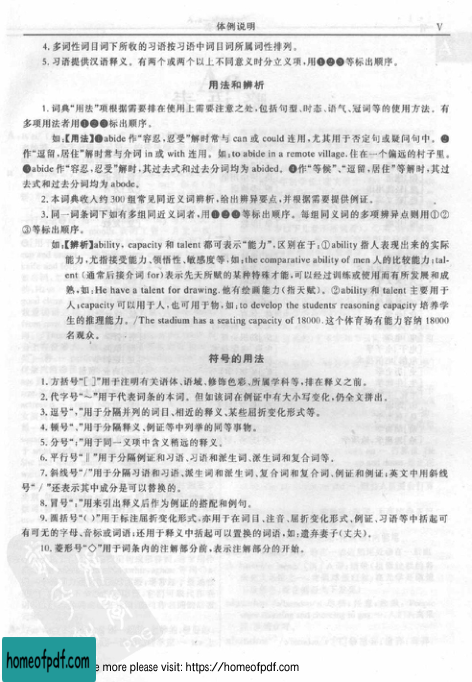 体例说明 V
4.多词性词目词下所收的习语按习语中词目词所属词性排列。
5.习语提供汉语释义。有两个或两个以上不同意义时分立义项,用❶❷❸等标出顺序。
用法和辨析
1.词典“用法”项根据需要排在使用上需要注意之处,包括句型、时态、语气、冠词等的使用方法。有
多项用法者用❶❷❸标出顺序。
如:【用法】❶abide作“容忍,忍受”解时常与 can 或 could 连用,尤其用于否定句或疑问句中。❷
作“逗留,居住”解时常与介词 in 或 with 连用。如:to abide in a remote village.住在一个偏远的村子里。
❸abide作“容忍,忍受”解时,其过去式和过去分词均为 abided。❹作“等候”、“逗留,居住”等解时,其过
去式和过去分词均为 abode。
2.本词典收入约 300 组常见同近义词辨析,给出辨异要点,并根据需要提供例证。
3.同一词条词下如有多组同近义词者,用❶❷❸等标出顺序。每组同义词的多项辨异点则用①②
③等标出顺序。
如:【辨析】ability, capacity 和 talent 都可表示“能力”,区别在于:①ability 指人表现出来的实际
能力,尤指接受能力、领悟性、敏感度等,如:the comparative ability of men 人的比较能力;tal-
ent (通常后接介词 for)表示先天所赋的某种特殊才能,可以经过训练或使用而有所发展和成
熟,如:He have a talent for drawing.他有绘画能力(指天赋)。②ability 和 talent 主要用于
人;capacity 可以用于人,也可用于物,如:to develop the students' reasoning capacity 培养学
生的推理能力。/The stadium has a seating capacity of 18000.这个体育场有能力容纳 18000
名观众。
符号的用法
1.方括号“[ ]”用于注明有关语体、语域、修饰色彩、所属学科等,排在释义之前。
2.代字号“~”用于代表词条的本词。但如该词在例证中有大小写变化,仍全文拼出。
3.逗号“,”用于分隔并列的词目、相近的释义、某些屈折变化形式等。
4.顿号“、”用于分隔释义、例证等中列举的同等事物。
5.分号“;”用于同一义项中含义稍远的释义。
6.平行号“‖”用于分隔例证和习语、习语和派生词、派生词和复合词等。
7.斜线号“/”用于分隔习语和习语、派生词和派生词、复合词和复合词、例证和例证;英文中用斜线
号“/”还表示其中成分是可以替换的。
8.冒号“:”用来引出释义后作为例证的搭配和例句。
9.圆括号“( )”用于标注屈折变化形式,亦用于在词目、注音、屈折变化形式、例证、习语等中括起可
有可无的字母、音标或词语;还用于释义中括起可以置换的词语,如:遗弃妻子(丈夫)。
10.菱形号“◇”用于词条内的注解部分前,表示注解部分的开始。
homeofpdf.com
e more please visit: https://homeofpdf.com